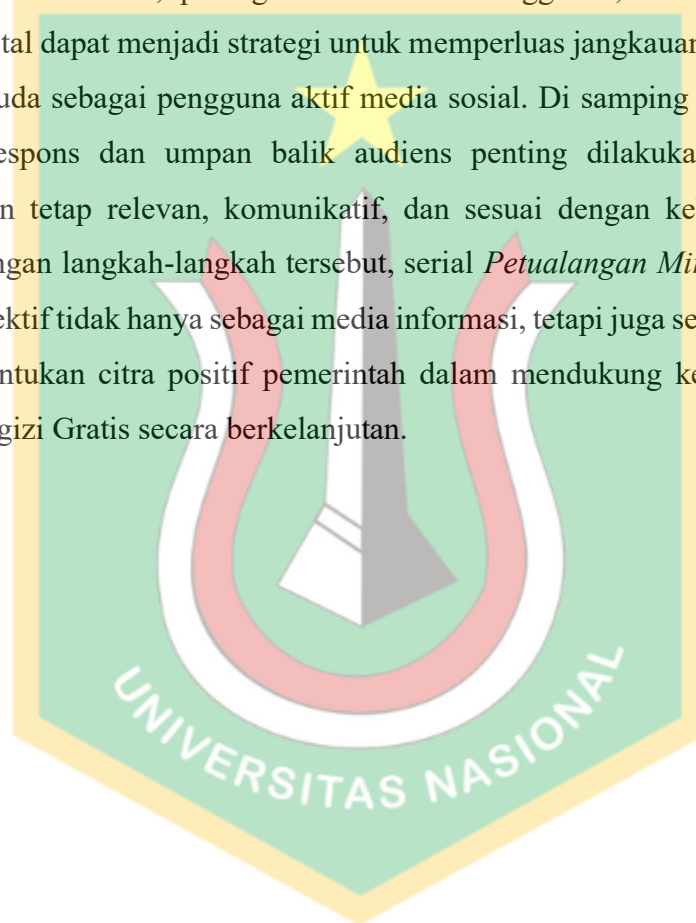 tal dapat menjadi strategi untuk memperluas jangkauan
uda sebagai pengguna aktif media sosial. Di samping
espons dan umpan balik audiens penting dilakuka
n tetap relevan, komunikatif, dan sesuai dengan ke
ngan langkah-langkah tersebut, serial Petualangan Mi
ektif tidak hanya sebagai media informasi, tetapi juga se
ntukan citra positif pemerintah dalam mendukung ke
gizi Gratis secara berkelanjutan.
UNIVERSITAS NASIONAL